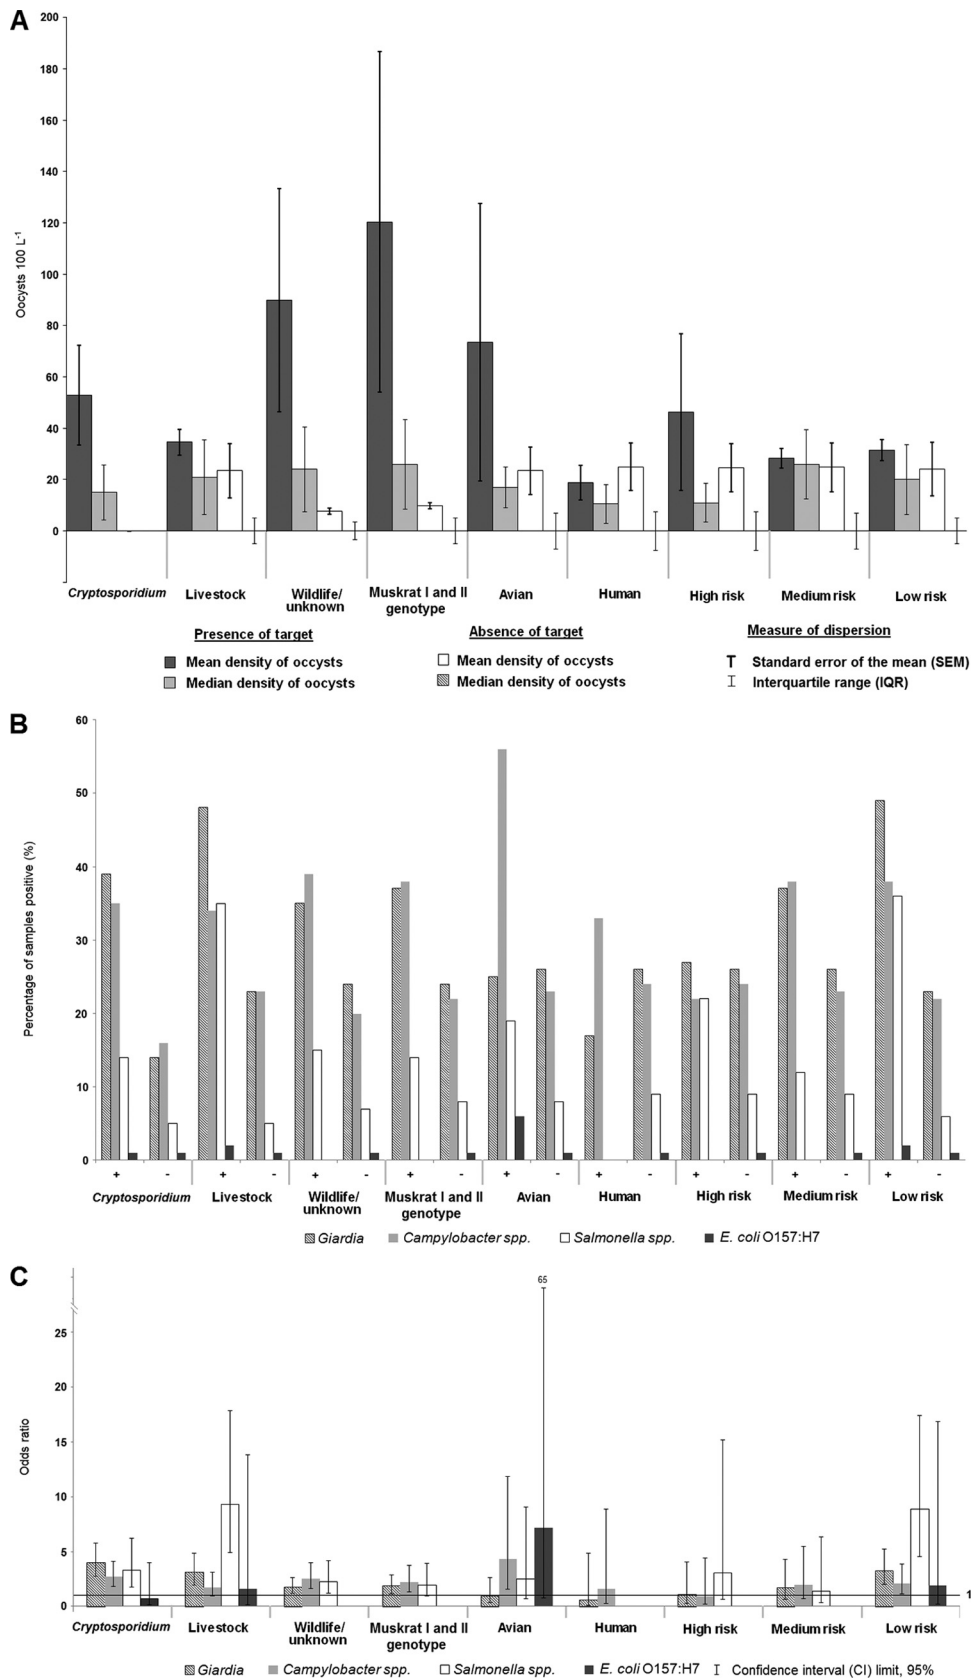 A
200
180
160
140
120
100
80
60
40
20
0
Oocysts 100 L-1
Cryptosporidium Livestock Wildlife/ unknown Muskrat I and II genotype Avian Human High risk Medium risk Low risk
Presence of target Absence of target Measure of dispersion
Mean density of occysts Mean density of occysts Standard error of the mean (SEM)
Median density of oocysts Median density of oocysts Interquartile range (IQR)
B
60
50
40
30
20
10
0
Percentage of samples positive (%)
+ - + - + - + - + - + - + - + - + -
Cryptosporidium Livestock Wildlife/ unknown Muskrat I and II genotype Avian Human High risk Medium risk Low risk
Giardia Campylobacter spp. Salmonella spp. E. coli O157:H7
C
65
25
20
15
10
5
0
Odds ratio
1
Cryptosporidium Livestock Wildlife/ unknown Muskrat I and II genotype Avian Human High risk Medium risk Low risk
Giardia Campylobacter spp. Salmonella spp. E. coli O157:H7 Confidence interval (CI) limit, 95%